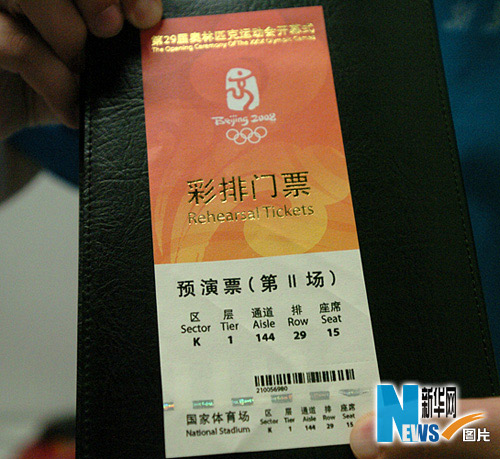 第29届奥林匹克运动会开幕式
The Opening Ceremony Of The XXIX Olympic Games
Beijing 2008
彩排门票
Rehearsal Tickets
预演票(第 II 场)
区 层 通道 排 座席
Sector Tier Aisle Row Seat
K 1 144 29 15
210056980
国家体育场 区 层 通道 排 座席
National Stadium Sector Tier Aisle Row Seat
K 1 144 29 15
新华网
NEWS 图片